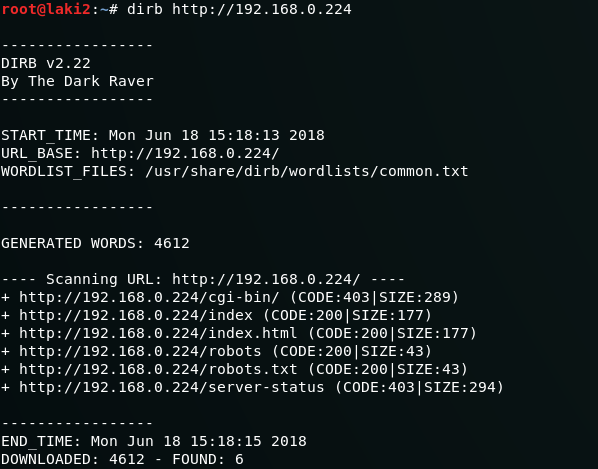 root@laki2:~# dirb http://192.168.0.224
-----------------
DIRB v2.22
By The Dark Raver
-----------------
START_TIME: Mon Jun 18 15:18:13 2018
URL_BASE: http://192.168.0.224/
WORDLIST_FILES: /usr/share/dirb/wordlists/common.txt
-----------------
GENERATED WORDS: 4612
---- Scanning URL: http://192.168.0.224/ ----
+ http://192.168.0.224/cgi-bin/ (CODE:403|SIZE:289)
+ http://192.168.0.224/index (CODE:200|SIZE:177)
+ http://192.168.0.224/index.html (CODE:200|SIZE:177)
+ http://192.168.0.224/robots (CODE:200|SIZE:43)
+ http://192.168.0.224/robots.txt (CODE:200|SIZE:43)
+ http://192.168.0.224/server-status (CODE:403|SIZE:294)
-----------------
END_TIME: Mon Jun 18 15:18:15 2018
DOWNLOADED: 4612 - FOUND: 6